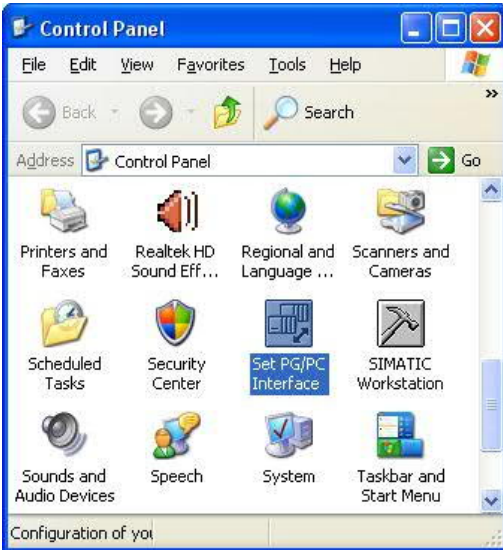 Control Panel
File Edit View Favorites Tools Help
Back Search »
Address Control Panel Go
Printers and Faxes
Realtek HD Sound Eff...
Regional and Language ...
Scanners and Cameras
Scheduled Tasks
Security Center
Set PG/PC Interface
SIMATIC Workstation
Sounds and Audio Devices
Speech
System
Taskbar and Start Menu
Configuration of you